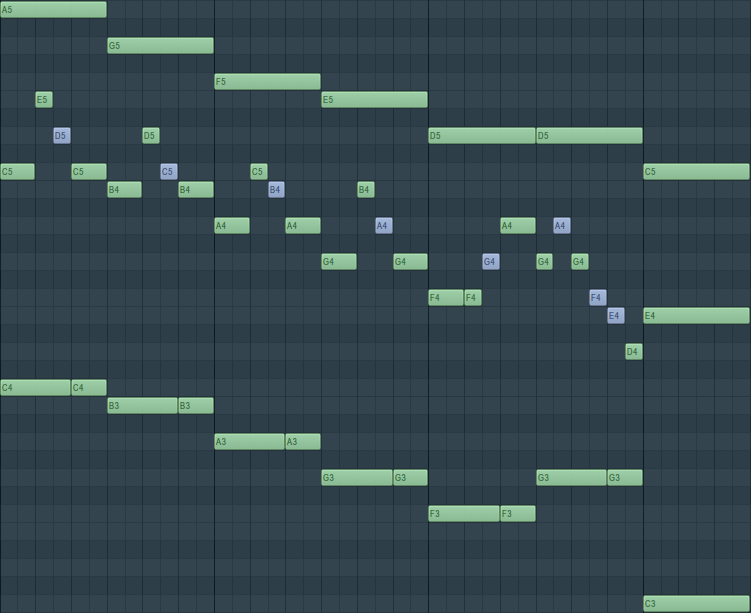 A5
G5
F5
E5 E5
D5 D5 D5 D5
C5 C5 C5 C5 C5
B4 B4 B4 B4
A4 A4 A4 A4 A4
G4 G4 G4 G4 G4
F4 F4 F4
E4 E4
D4
C4 C4
B3 B3
A3 A3
G3 G3 G3 G3
F3 F3
C3